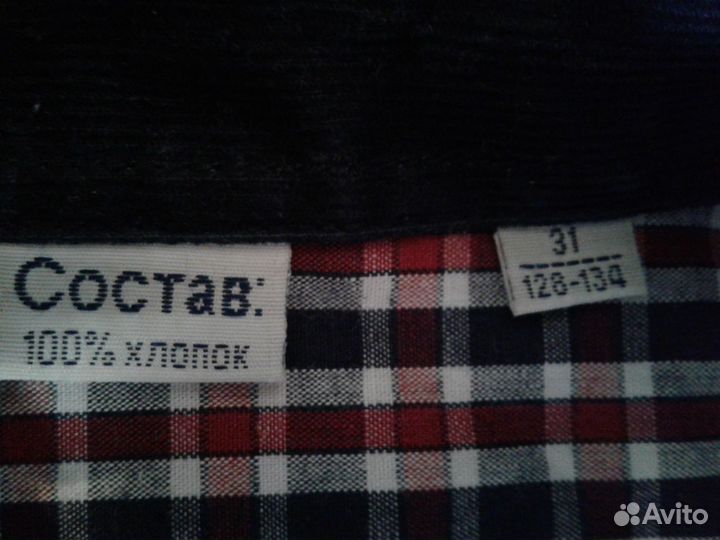 Состав:
100% хлопок
31
128-134
Avito